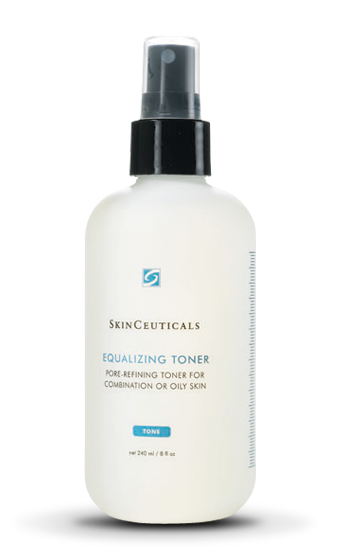 SKINCEUTICALS
EQUALIZING TONER
PORE-REFINING TONER FOR
COMBINATION OR OILY SKIN
TONE
net 240 ml / 8 fl oz